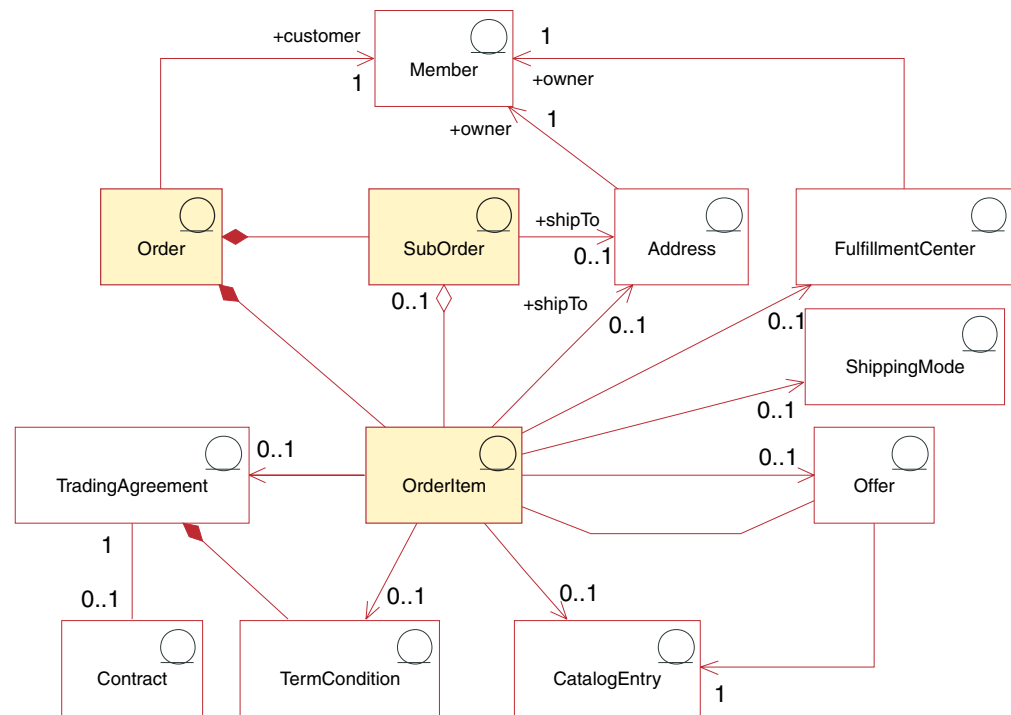 +customer
1
Member
1
+owner
+owner
1
Order
SubOrder
+shipTo
0..1
Address
FulfillmentCenter
0..1
+shipTo
0..1
0..1
ShippingMode
0..1
TradingAgreement
0..1
OrderItem
0..1
Offer
1
0..1
0..1
0..1
Contract
TermCondition
CatalogEntry
1